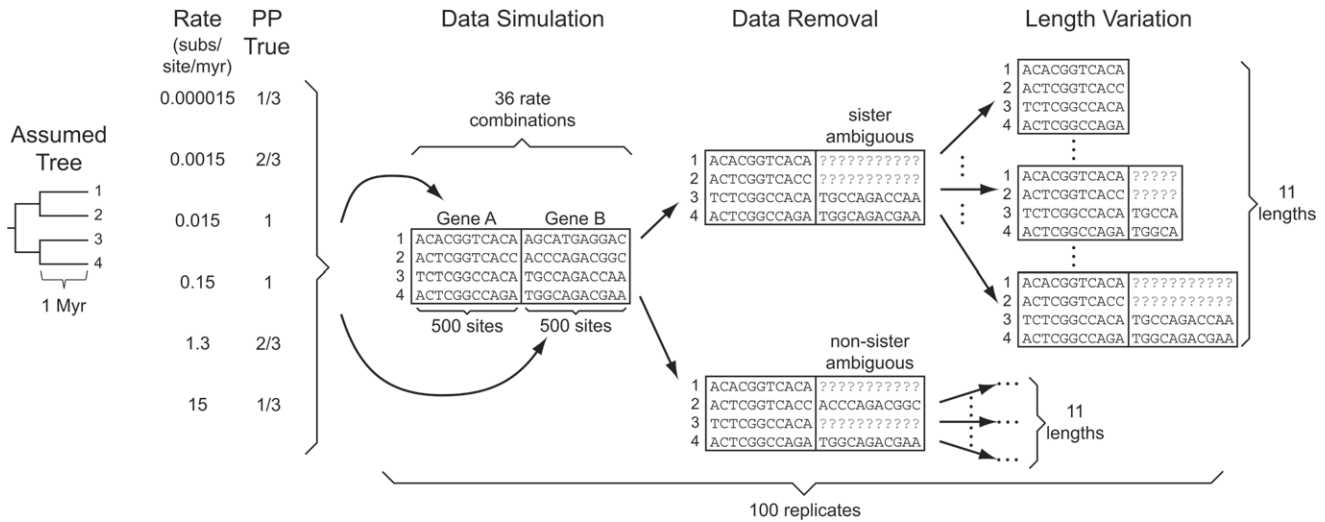 Assumed
Tree
1
2
3
4
1 Myr
Rate
(subs/
site/myr)
PP
True
0.000015 1/3
0.0015 2/3
0.015 1
0.15 1
1.3 2/3
15 1/3
Data Simulation
36 rate
combinations
Gene A Gene B
1 ACACGGTCACA AGCATGAGGAC
2 ACTCGGTCACC ACCCAGACGGC
3 TCTCGGCCACA TGCCAGACCAA
4 ACTCGGCCAGA TGGCAGACGAA
500 sites 500 sites
Data Removal
sister
ambiguous
1 ACACGGTCACA ???????????
2 ACTCGGTCACC ???????????
3 TCTCGGCCACA TGCCAGACCAA
4 ACTCGGCCAGA TGGCAGACGAA
non-sister
ambiguous
1 ACACGGTCACA ???????????
2 ACTCGGTCACC ACCCAGACGGC
3 TCTCGGCCACA ???????????
4 ACTCGGCCAGA TGGCAGACGAA
11
lengths
Length Variation
1 ACACGGTCACA
2 ACTCGGTCACC
3 TCTCGGCCACA
4 ACTCGGCCAGA
1 ACACGGTCACA ?????
2 ACTCGGTCACC ?????
3 TCTCGGCCACA TGCCA
4 ACTCGGCCAGA TGGCA
1 ACACGGTCACA ???????????
2 ACTCGGTCACC ???????????
3 TCTCGGCCACA TGCCAGACCAA
4 ACTCGGCCAGA TGGCAGACGAA
11
lengths
100 replicates